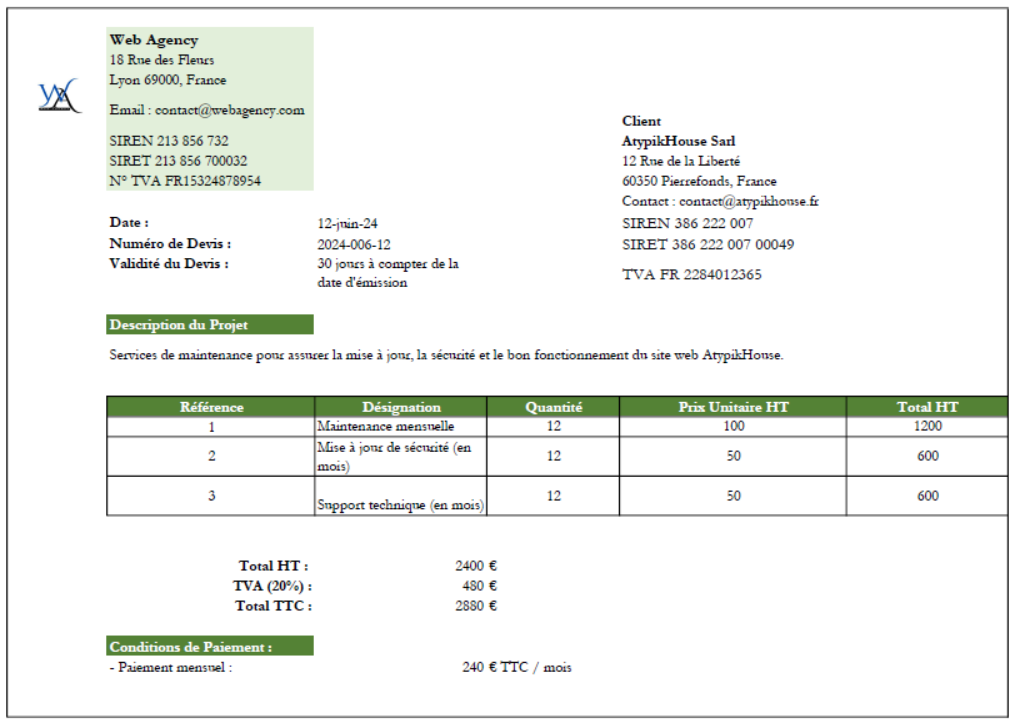 Web Agency
18 Rue des Fleurs
Lyon 69000, France
Email : contact@webagency.com
SIREN 213 856 732
SIRET 213 856 700032
N° TVA FR15324878954
WA
Client
AtypikHouse Sarl
12 Rue de la Liberté
60350 Pierrefonds, France
Contact : contact@atypikhouse.fr
SIREN 386 222 007
SIRET 386 222 007 00049
TVA FR 2284012365
Date : 12-juin-24
Numéro de Devis : 2024-006-12
Validité du Devis : 30 jours à compter de la
date d'émission
Description du Projet
Services de maintenance pour assurer la mise à jour, la sécurité et le bon fonctionnement du site web AtypikHouse.
Référence Désignation Quantité Prix Unitaire HT Total HT
1 Maintenance mensuelle 12 100 1200
2 Mise à jour de sécurité (en
mois) 12 50 600
3 Support technique (en mois) 12 50 600
Total HT : 2400 €
TVA (20%) : 480 €
Total TTC : 2880 €
Conditions de Paiement :
- Paiement mensuel : 240 € TTC / mois